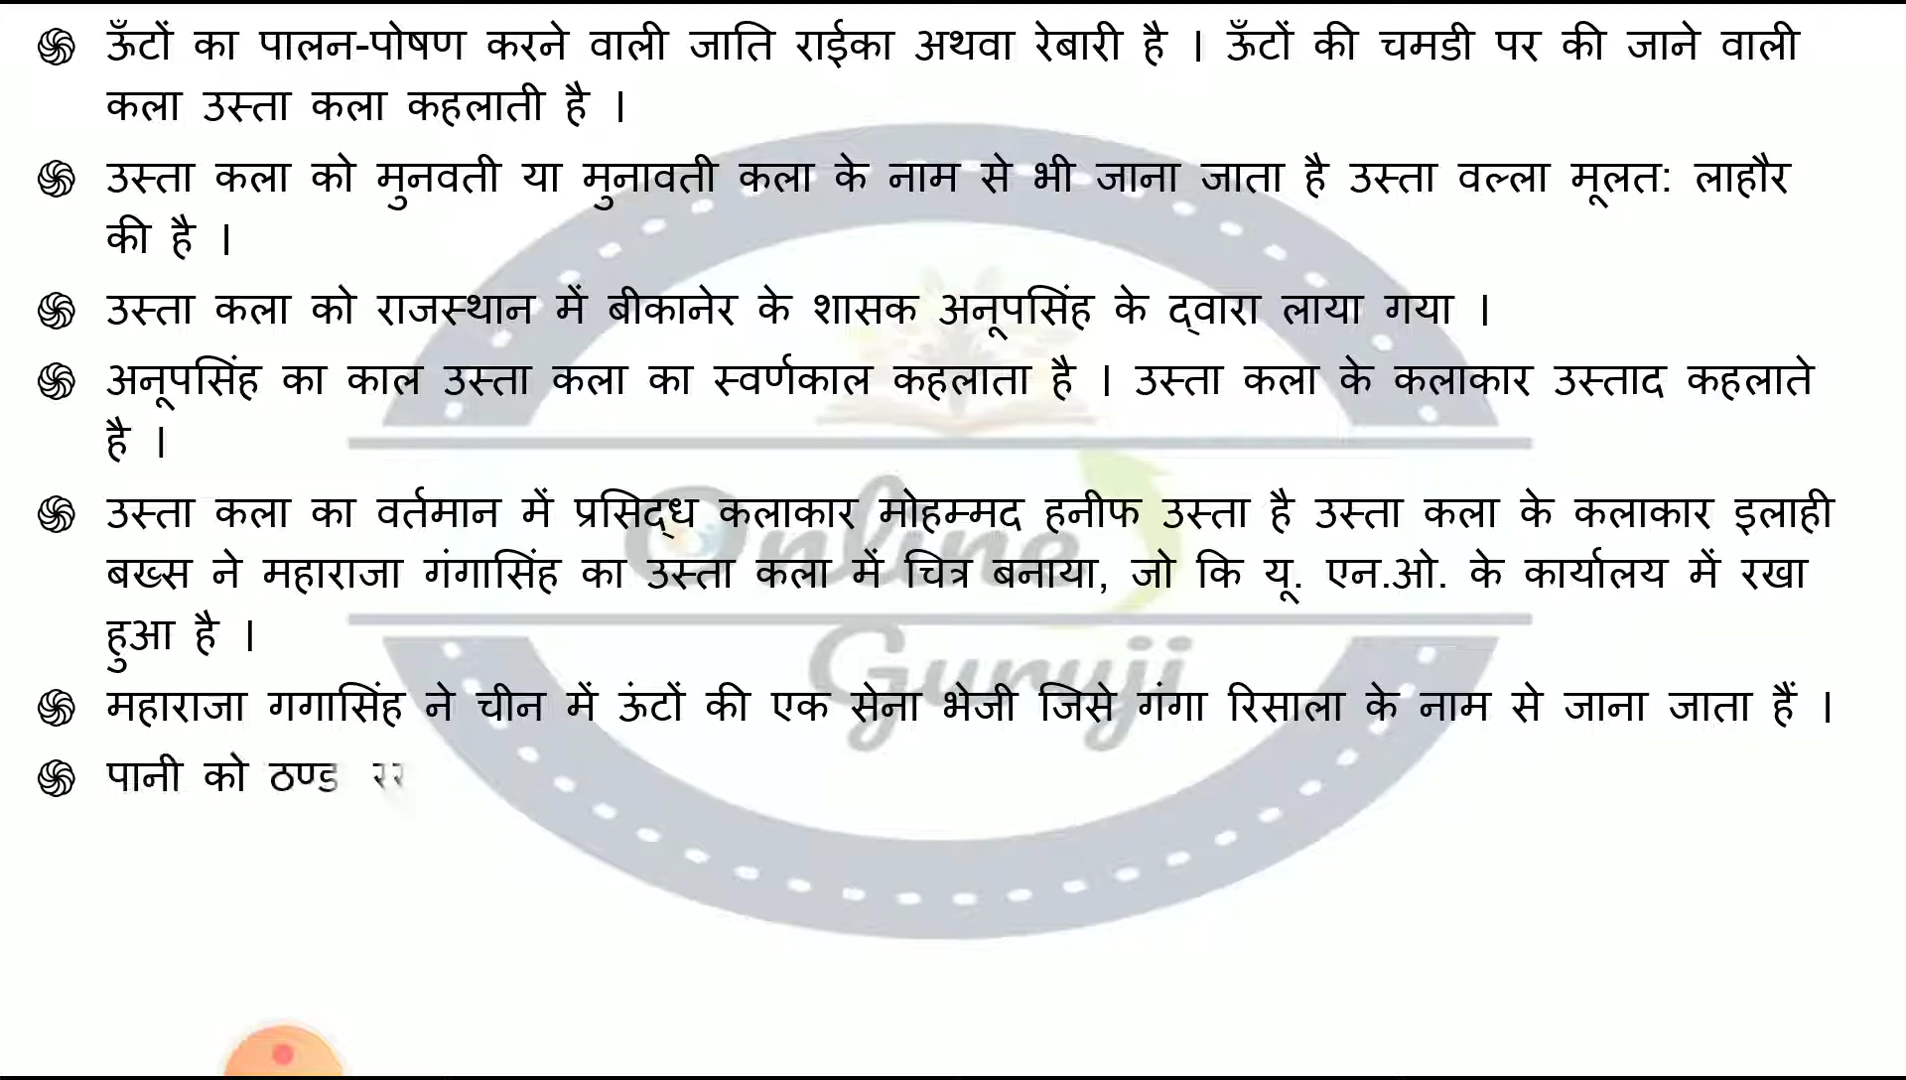 ऊँटों का पालन-पोषण करने वाली जाति राईका अथवा रेबारी है । ऊँटों की चमडी पर की जाने वाली
कला उस्ता कला कहलाती है ।
उस्ता कला को मुनवती या मुनावती कला के नाम से भी जाना जाता है उस्ता वल्ला मूलत: लाहौर
की है ।
उस्ता कला को राजस्थान में बीकानेर के शासक अनूपसिंह के द्वारा लाया गया ।
अनूपसिंह का काल उस्ता कला का स्वर्णकाल कहलाता है । उस्ता कला के कलाकार उस्ताद कहलाते
है ।
उस्ता कला का वर्तमान में प्रसिद्ध कलाकार मोहम्मद हनीफ उस्ता है उस्ता कला के कलाकार इलाही
बख्स ने महाराजा गंगासिंह का उस्ता कला में चित्र बनाया, जो कि यू. एन.ओ. के कार्यालय में रखा
हुआ है ।
महाराजा गगासिंह ने चीन में ऊंटों की एक सेना भेजी जिसे गंगा रिसाला के नाम से जाना जाता हैं ।
पानी को ठण्ड
Online
Guruji